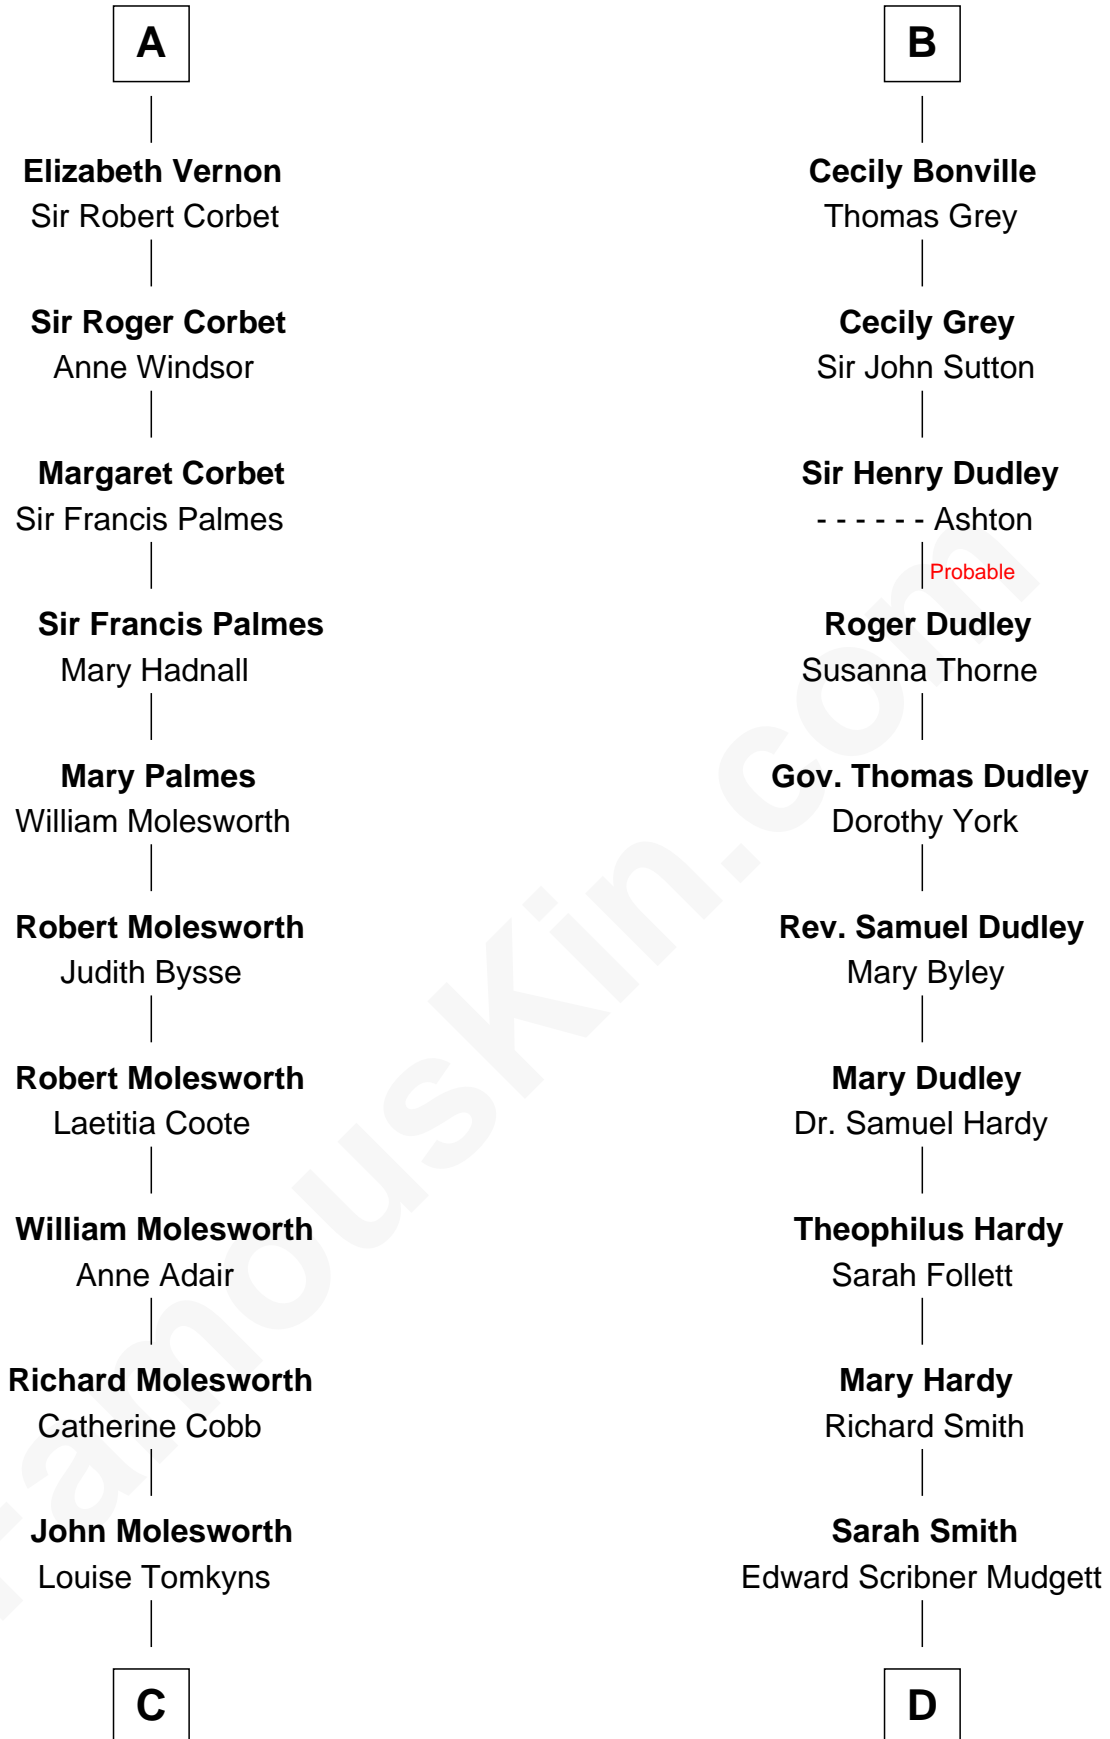 A
Elizabeth Vernon
Sir Robert Corbet
Sir Roger Corbet
Anne Windsor
Margaret Corbet
Sir Francis Palmes
Sir Francis Palmes
Mary Hadnall
Mary Palmes
William Molesworth
Robert Molesworth
Judith Bysse
Robert Molesworth
Laetitia Coote
William Molesworth
Anne Adair
Richard Molesworth
Catherine Cobb
John Molesworth
Louise Tomkyns
C
B
Cecily Bonville
Thomas Grey
Cecily Grey
Sir John Sutton
Sir Henry Dudley
- - - - - - Ashton
Probable
Roger Dudley
Susanna Thorne
Gov. Thomas Dudley
Dorothy York
Rev. Samuel Dudley
Mary Byley
Mary Dudley
Dr. Samuel Hardy
Theophilus Hardy
Sarah Follett
Mary Hardy
Richard Smith
Sarah Smith
Edward Scribner Mudgett
D
FamousKin.com